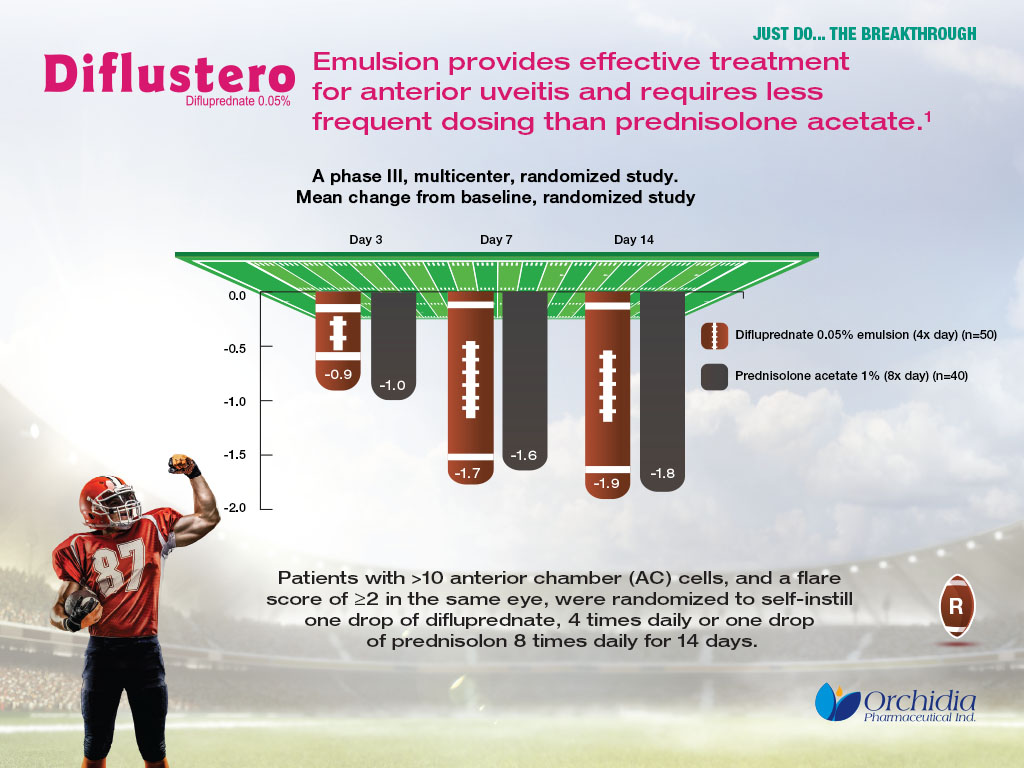 JUST DO... THE BREAKTHROUGH
Diflustero
Difluprednate 0.05%
Emulsion provides effective treatment
for anterior uveitis and requires less
frequent dosing than prednisolone acetate.¹
A phase III, multicenter, randomized study.
Mean change from baseline, randomized study
Day 3
Day 7
Day 14
0.0
-0.5
-1.0
-1.5
-2.0
-0.9
-1.0
-1.7
-1.6
-1.9
-1.8
Difluprednate 0.05% emulsion (4x day) (n=50)
Prednisolone acetate 1% (8x day) (n=40)
87
Patients with >10 anterior chamber (AC) cells, and a flare
score of ≥2 in the same eye, were randomized to self-instill
one drop of difluprednate, 4 times daily or one drop
of prednisolon 8 times daily for 14 days.
R
Orchidia
Pharmaceutical Ind.